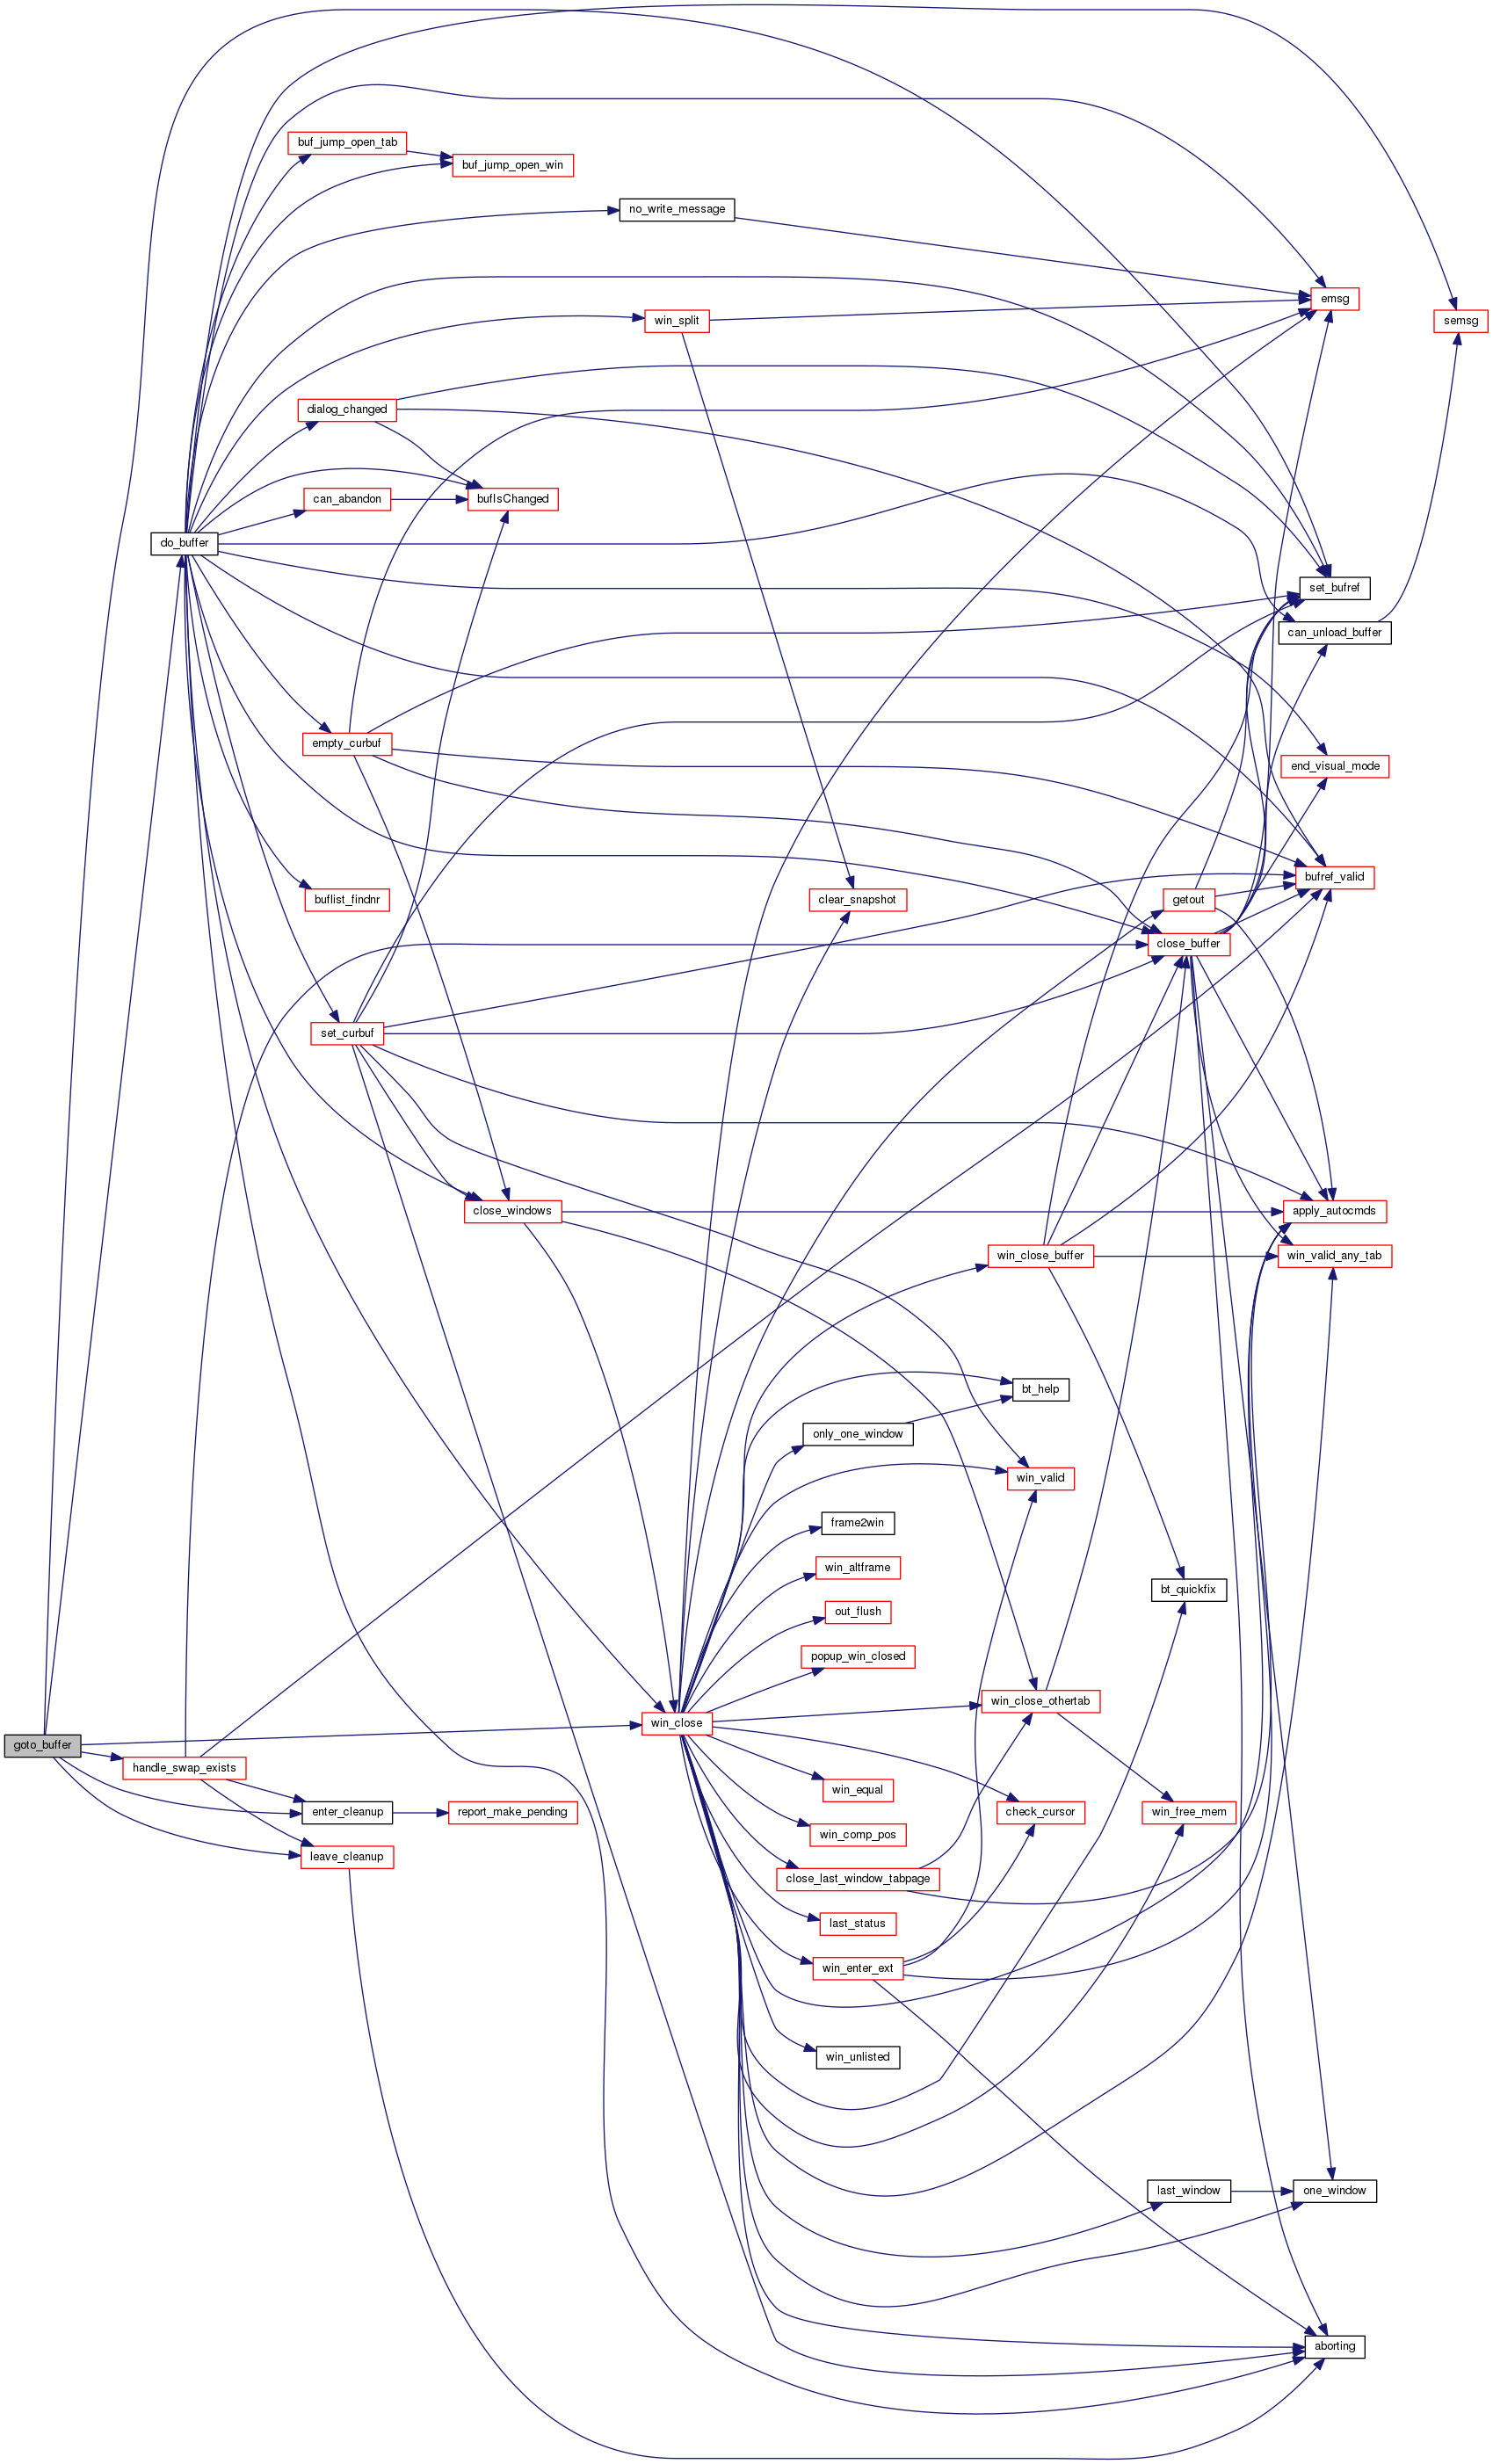 buf_jump_open_tab
buf_jump_open_win
no_write_message
emsg
win_split
semsg
dialog_changed
can_abandon
bufIsChanged
do_buffer
set_bufref
can_unload_buffer
empty_curbuf
end_visual_mode
bufref_valid
buflist_findnr
clear_snapshot
getout
close_buffer
set_curbuf
close_windows
apply_autocmds
win_close_buffer
win_valid_any_tab
bt_help
only_one_window
win_valid
frame2win
win_altframe
bt_quickfix
out_flush
popup_win_closed
win_close_othertab
win_close
goto_buffer
handle_swap_exists
win_equal
enter_cleanup
report_make_pending
check_cursor
win_free_mem
win_comp_pos
leave_cleanup
close_last_window_tabpage
last_status
win_enter_ext
win_unlisted
last_window
one_window
aborting